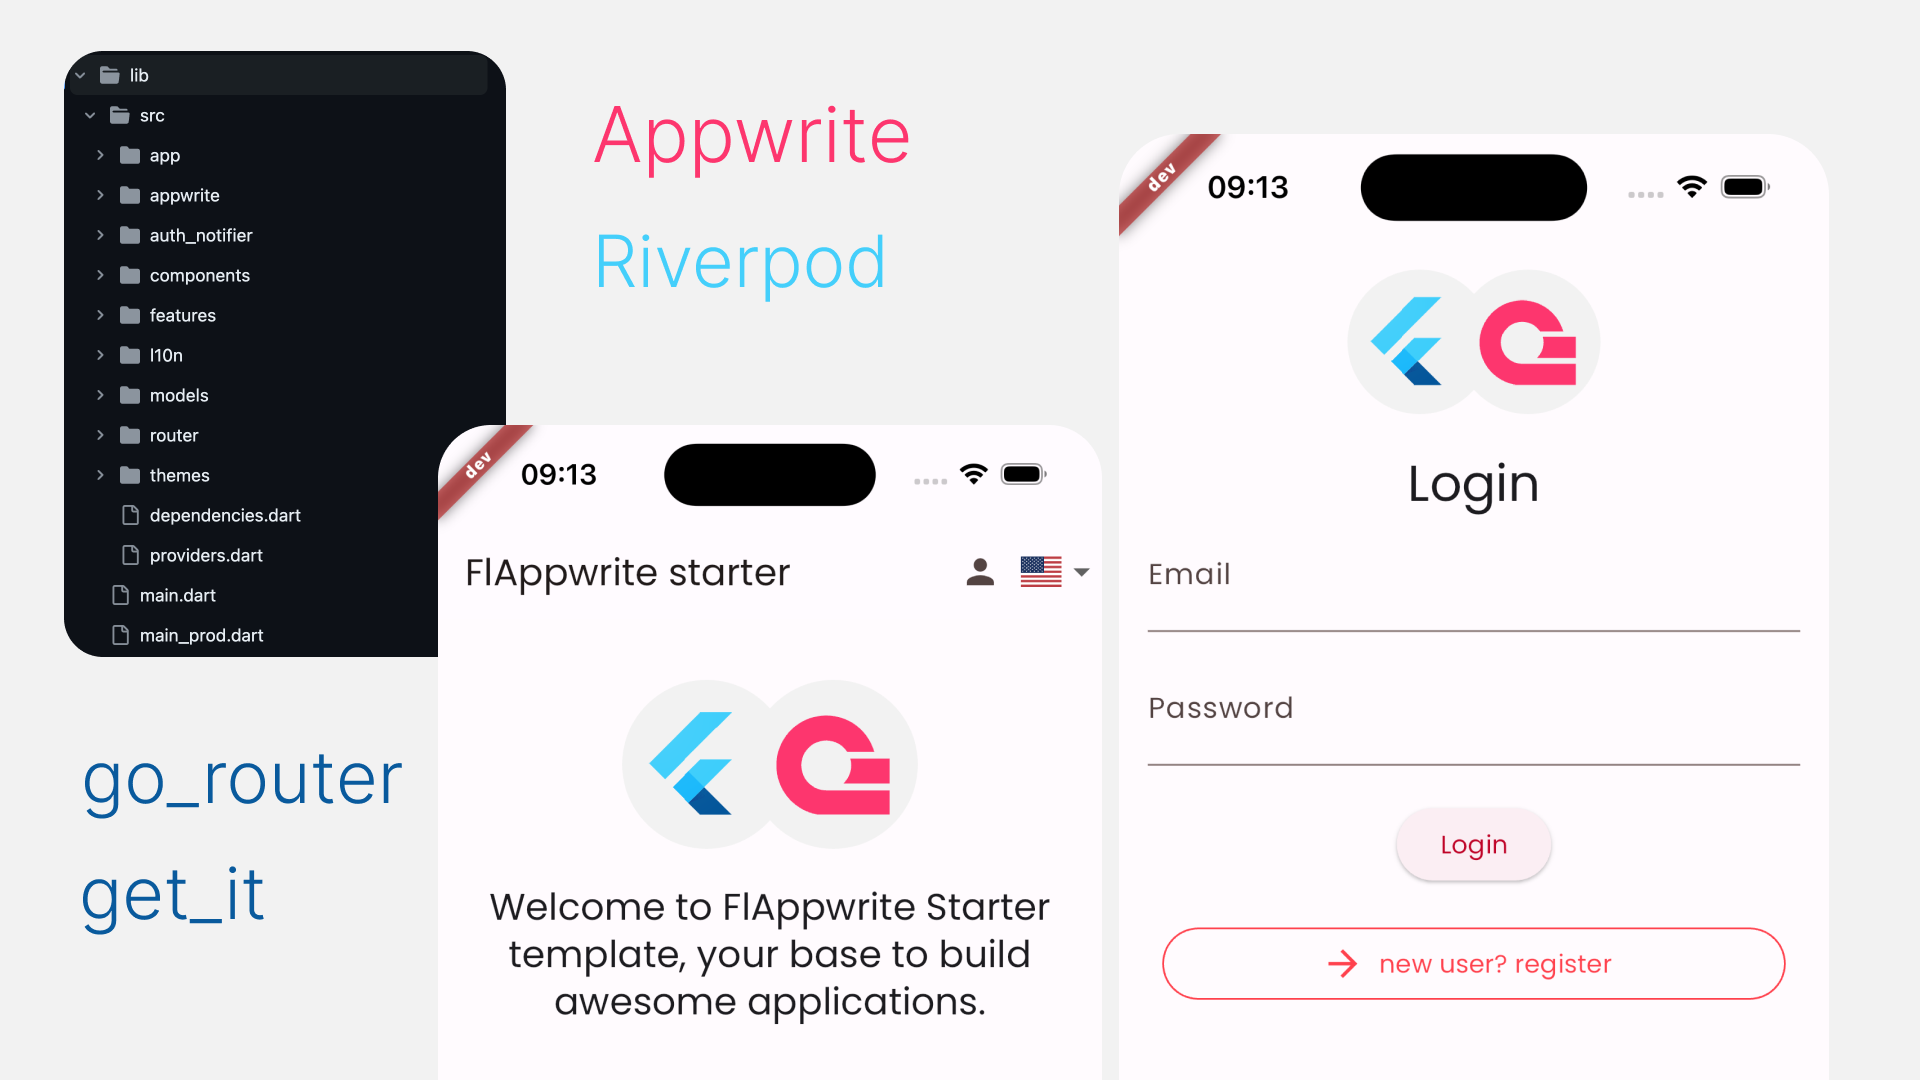 lib
src
app
appwrite
auth_notifier
components
features
l10n
models
router
themes
dependencies.dart
providers.dart
main.dart
main_prod.dart
Appwrite
Riverpod
go_router
get_it
dev
09:13
FlAppwrite starter
Welcome to FlAppwrite Starter
template, your base to build
awesome applications.
dev
09:13
Login
Email
Password
Login
new user? register